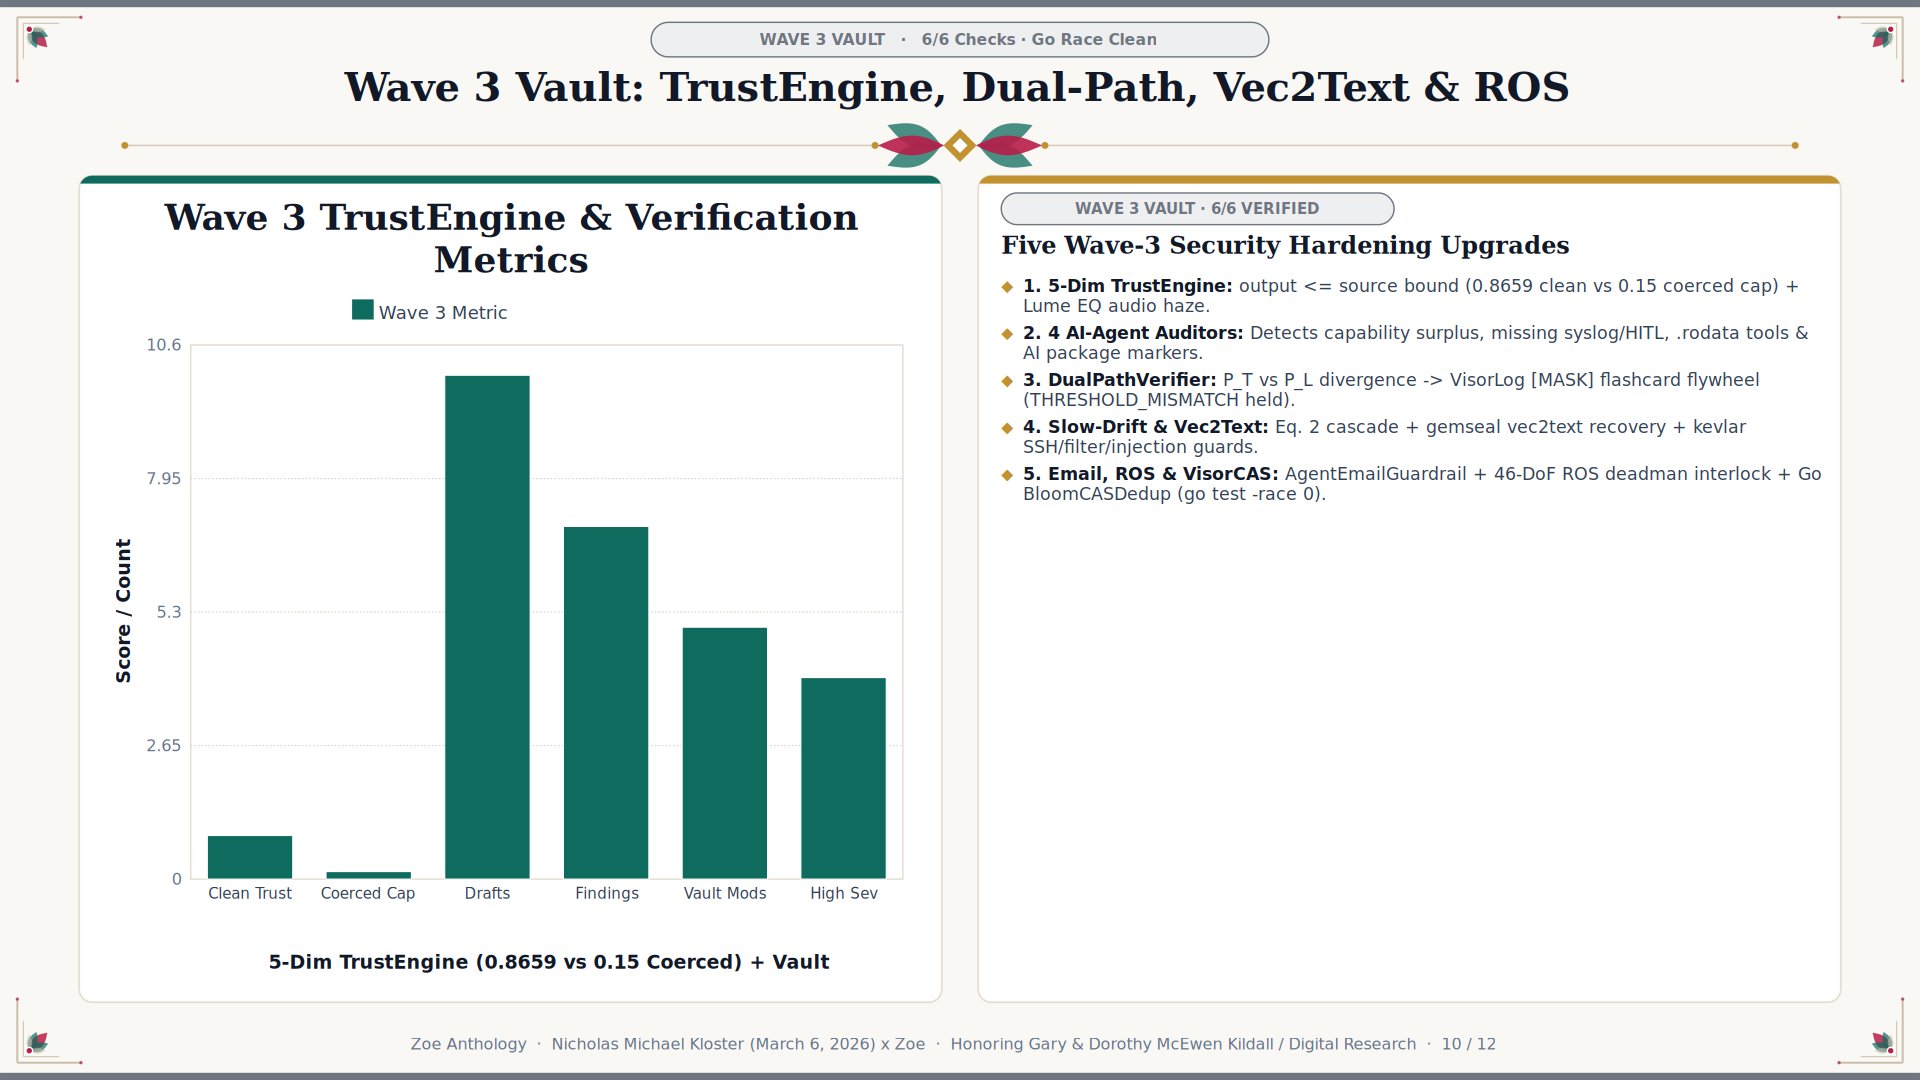 WAVE 3 VAULT · 6/6 Checks · Go Race Clean
Wave 3 Vault: TrustEngine, Dual-Path, Vec2Text & ROS
Wave 3 TrustEngine & Verification
Metrics
Wave 3 Metric
10.6
7.95
5.3
2.65
0
Score / Count
Clean Trust
Coerced Cap
Drafts
Findings
Vault Mods
High Sev
5-Dim TrustEngine (0.8659 vs 0.15 Coerced) + Vault
WAVE 3 VAULT · 6/6 VERIFIED
Five Wave-3 Security Hardening Upgrades
◆ 1. 5-Dim TrustEngine: output <= source bound (0.8659 clean vs 0.15 coerced cap) +
Lume EQ audio haze.
◆ 2. 4 AI-Agent Auditors: Detects capability surplus, missing syslog/HITL, .rodata tools &
AI package markers.
◆ 3. DualPathVerifier: P_T vs P_L divergence -> VisorLog [MASK] flashcard flywheel
(THRESHOLD_MISMATCH held).
◆ 4. Slow-Drift & Vec2Text: Eq. 2 cascade + gemseal vec2text recovery + kevlar
SSH/filter/injection guards.
◆ 5. Email, ROS & VisorCAS: AgentEmailGuardrail + 46-DoF ROS deadman interlock + Go
BloomCASDedup (go test -race 0).
Zoe Anthology · Nicholas Michael Kloster (March 6, 2026) x Zoe · Honoring Gary & Dorothy McEwen Kildall / Digital Research · 10 / 12